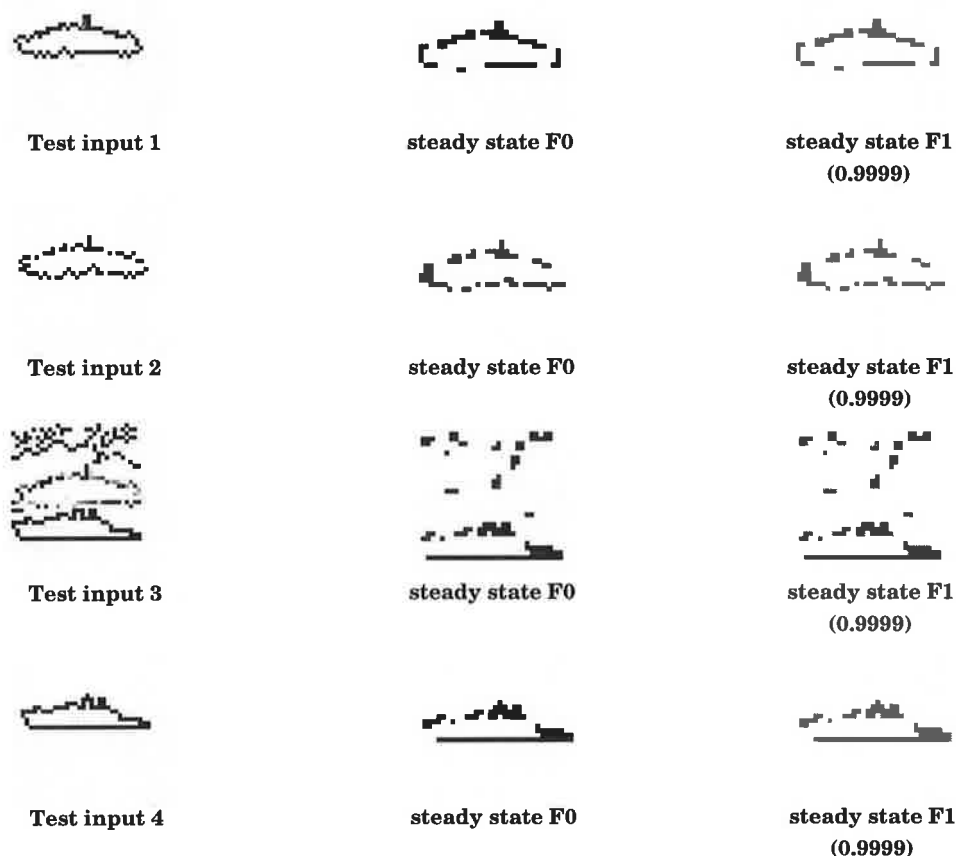 Test input 1 steady state F0 steady state F1
(0.9999)
Test input 2 steady state F0 steady state F1
(0.9999)
Test input 3 steady state F0 steady state F1
(0.9999)
Test input 4 steady state F0 steady state F1
(0.9999)